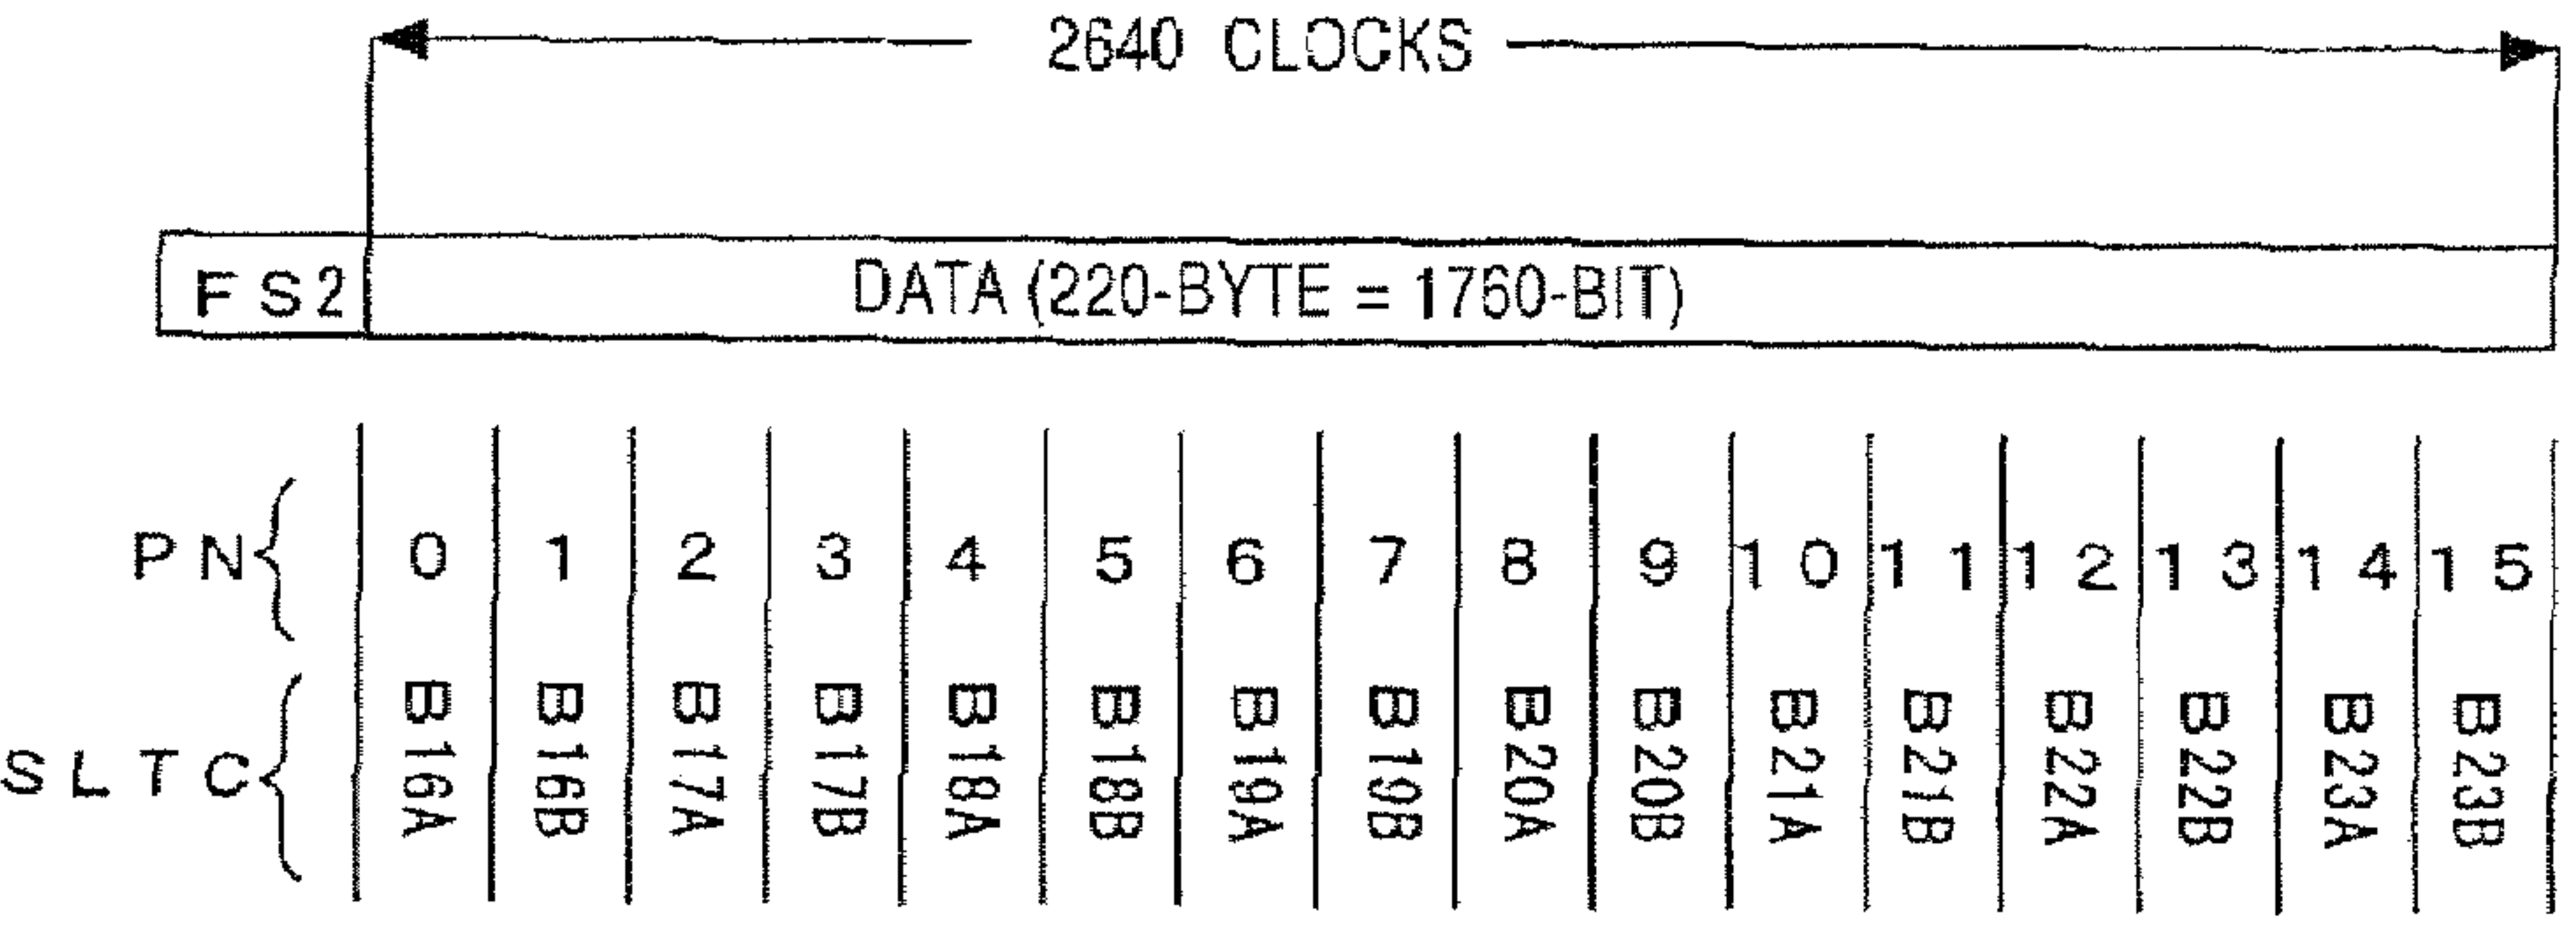 2640 CLOCKS
FS2 DATA (220-BYTE = 1760-BIT)
PN 0 1 2 3 4 5 6 7 8 9 10 11 12 13 14 15
SLTC B16A B16B B17A B17B B18A B18B B19A B19B B20A B20B B21A B21B B22A B22B B23A B23B